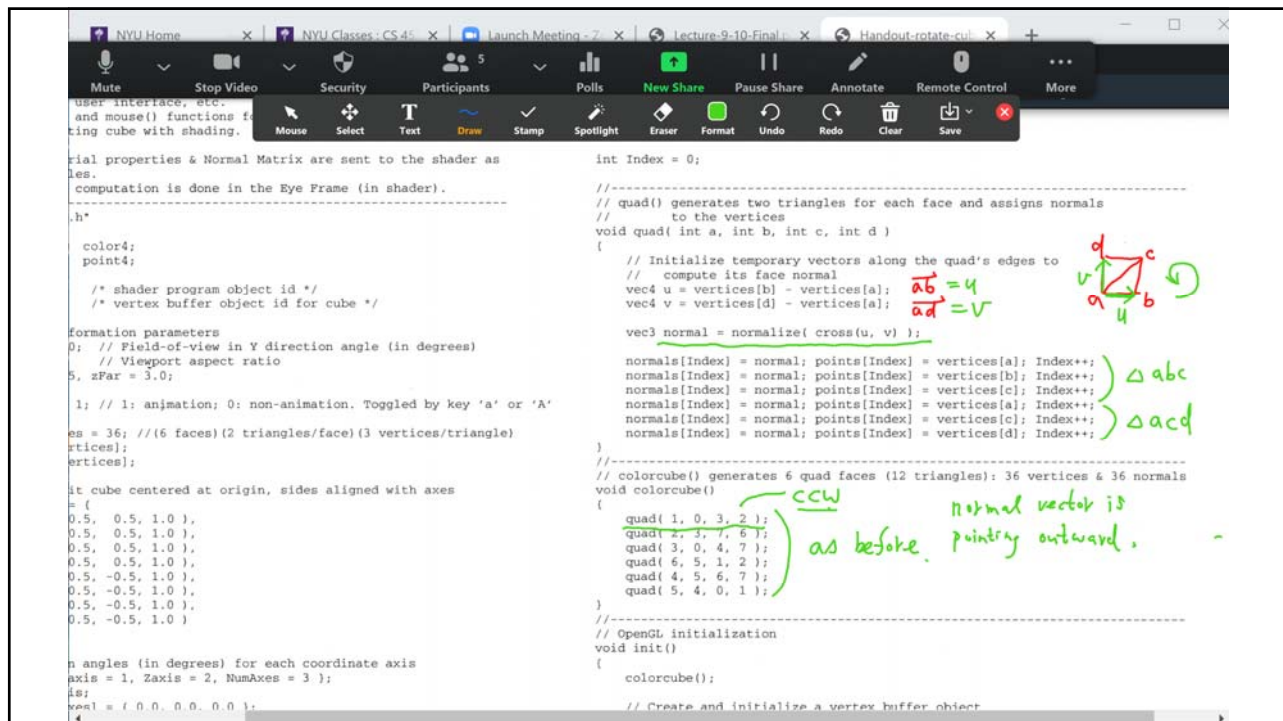 NYU Home
NYU Classes : CS 45
Launch Meeting - Z
Lecture-9-10-Final.p
Handout-rotate-cub
5
Mute
Stop Video
Security
Participants
Polls
New Share
Pause Share
Annotate
Remote Control
More
Mouse
Select
Text
Draw
Stamp
Spotlight
Eraser
Format
Undo
Redo
Clear
Save
user interface, etc.
and mouse() functions f
ting cube with shading.
rial properties & Normal Matrix are sent to the shader as
les.
computation is done in the Eye Frame (in shader).
.h"
color4;
point4;
/* shader program object id */
/* vertex buffer object id for cube */
formation parameters
0; // Field-of-view in Y direction angle (in degrees)
// Viewport aspect ratio
5, zFar = 3.0;
1; // 1: animation; 0: non-animation. Toggled by key 'a' or 'A'
es = 36; //(6 faces)(2 triangles/face)(3 vertices/triangle)
rtices];
ertices];
it cube centered at origin, sides aligned with axes
= {
0.5, 0.5, 1.0 ),
0.5, 0.5, 1.0 ),
0.5, 0.5, 1.0 ),
0.5, 0.5, 1.0 ),
0.5, -0.5, 1.0 ),
0.5, -0.5, 1.0 ),
0.5, -0.5, 1.0 ),
0.5, -0.5, 1.0 )
n angles (in degrees) for each coordinate axis
axis = 1, Zaxis = 2, NumAxes = 3 };
is;
xes] = { 0.0, 0.0, 0.0 };
int Index = 0;
//----------------------------------------------------------------------------
// quad() generates two triangles for each face and assigns normals
// to the vertices
void quad( int a, int b, int c, int d )
{
// Initialize temporary vectors along the quad's edges to
// compute its face normal
vec4 u = vertices[b] - vertices[a]; ab = u
vec4 v = vertices[d] - vertices[a]; ad = v
d c
v
a b
u
vec3 normal = normalize( cross(u, v) );
normals[Index] = normal; points[Index] = vertices[a]; Index++;
normals[Index] = normal; points[Index] = vertices[b]; Index++; △abc
normals[Index] = normal; points[Index] = vertices[c]; Index++;
normals[Index] = normal; points[Index] = vertices[a]; Index++;
normals[Index] = normal; points[Index] = vertices[c]; Index++; △acd
normals[Index] = normal; points[Index] = vertices[d]; Index++;
}
//----------------------------------------------------------------------------
// colorcube() generates 6 quad faces (12 triangles): 36 vertices & 36 normals
void colorcube()
{
CCW
quad( 1, 0, 3, 2 );
quad( 2, 3, 7, 6 );
quad( 3, 0, 4, 7 );
quad( 6, 5, 1, 2 );
quad( 4, 5, 6, 7 );
quad( 5, 4, 0, 1 );
}
as before.
normal vector is
pointing outward.
//----------------------------------------------------------------------------
// OpenGL initialization
void init()
{
colorcube();
// Create and initialize a vertex buffer object